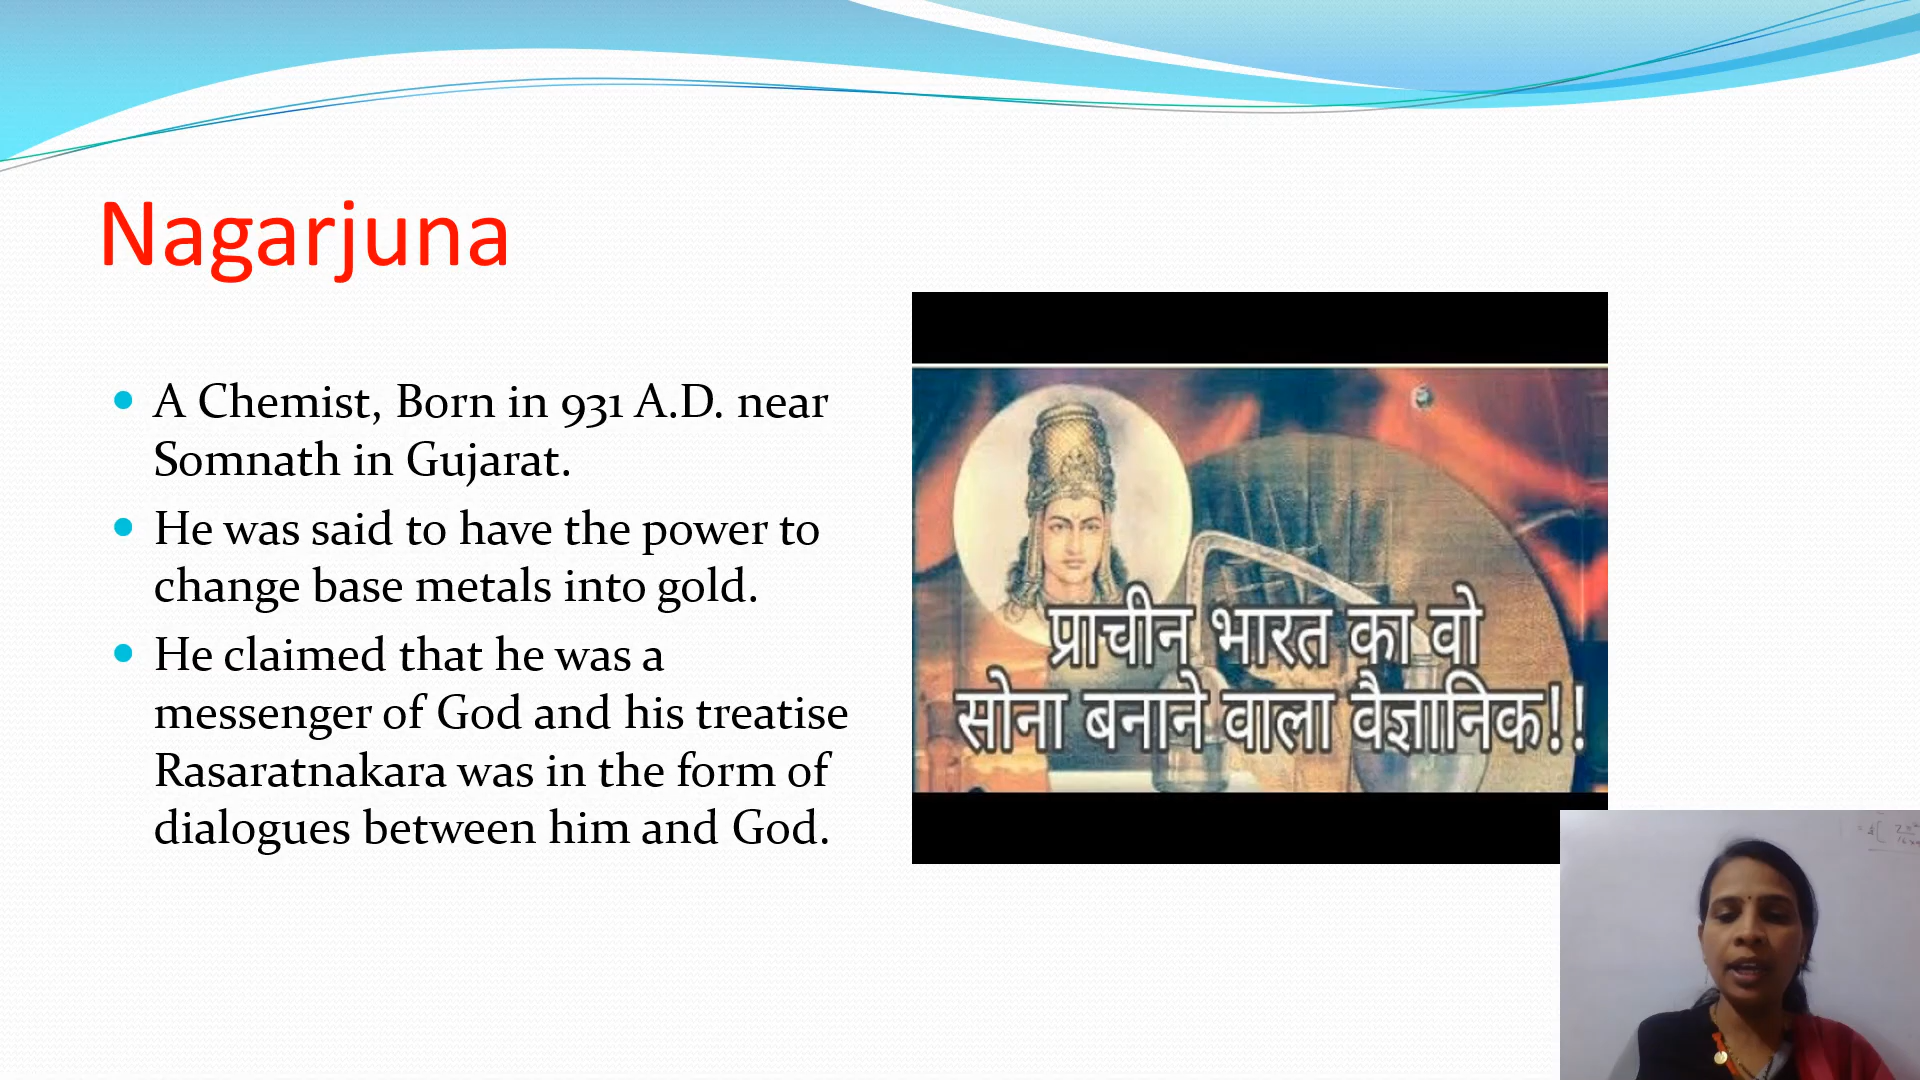 Nagarjuna
A Chemist, Born in 931 A.D. near
Somnath in Gujarat.
He was said to have the power to
change base metals into gold.
He claimed that he was a
messenger of God and his treatise
Rasaratnakara was in the form of
dialogues between him and God.
प्राचीन भारत का वो
सोना बनाने वाला वैज्ञानिक!!